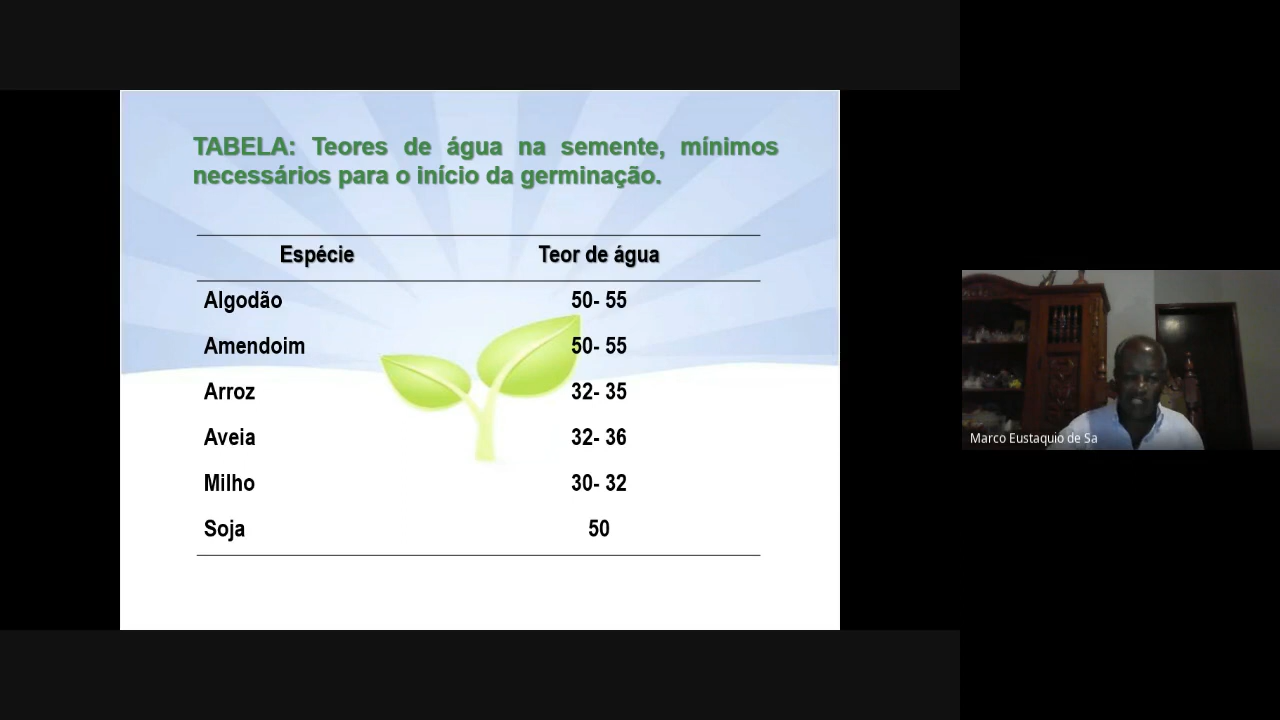 TABELA: Teores de água na semente, mínimos
necessários para o início da germinação.
Espécie Teor de água
Algodão 50- 55
Amendoim 50- 55
Arroz 32- 35
Aveia 32- 36
Milho 30- 32
Soja 50
Marco Eustaquio de Sa